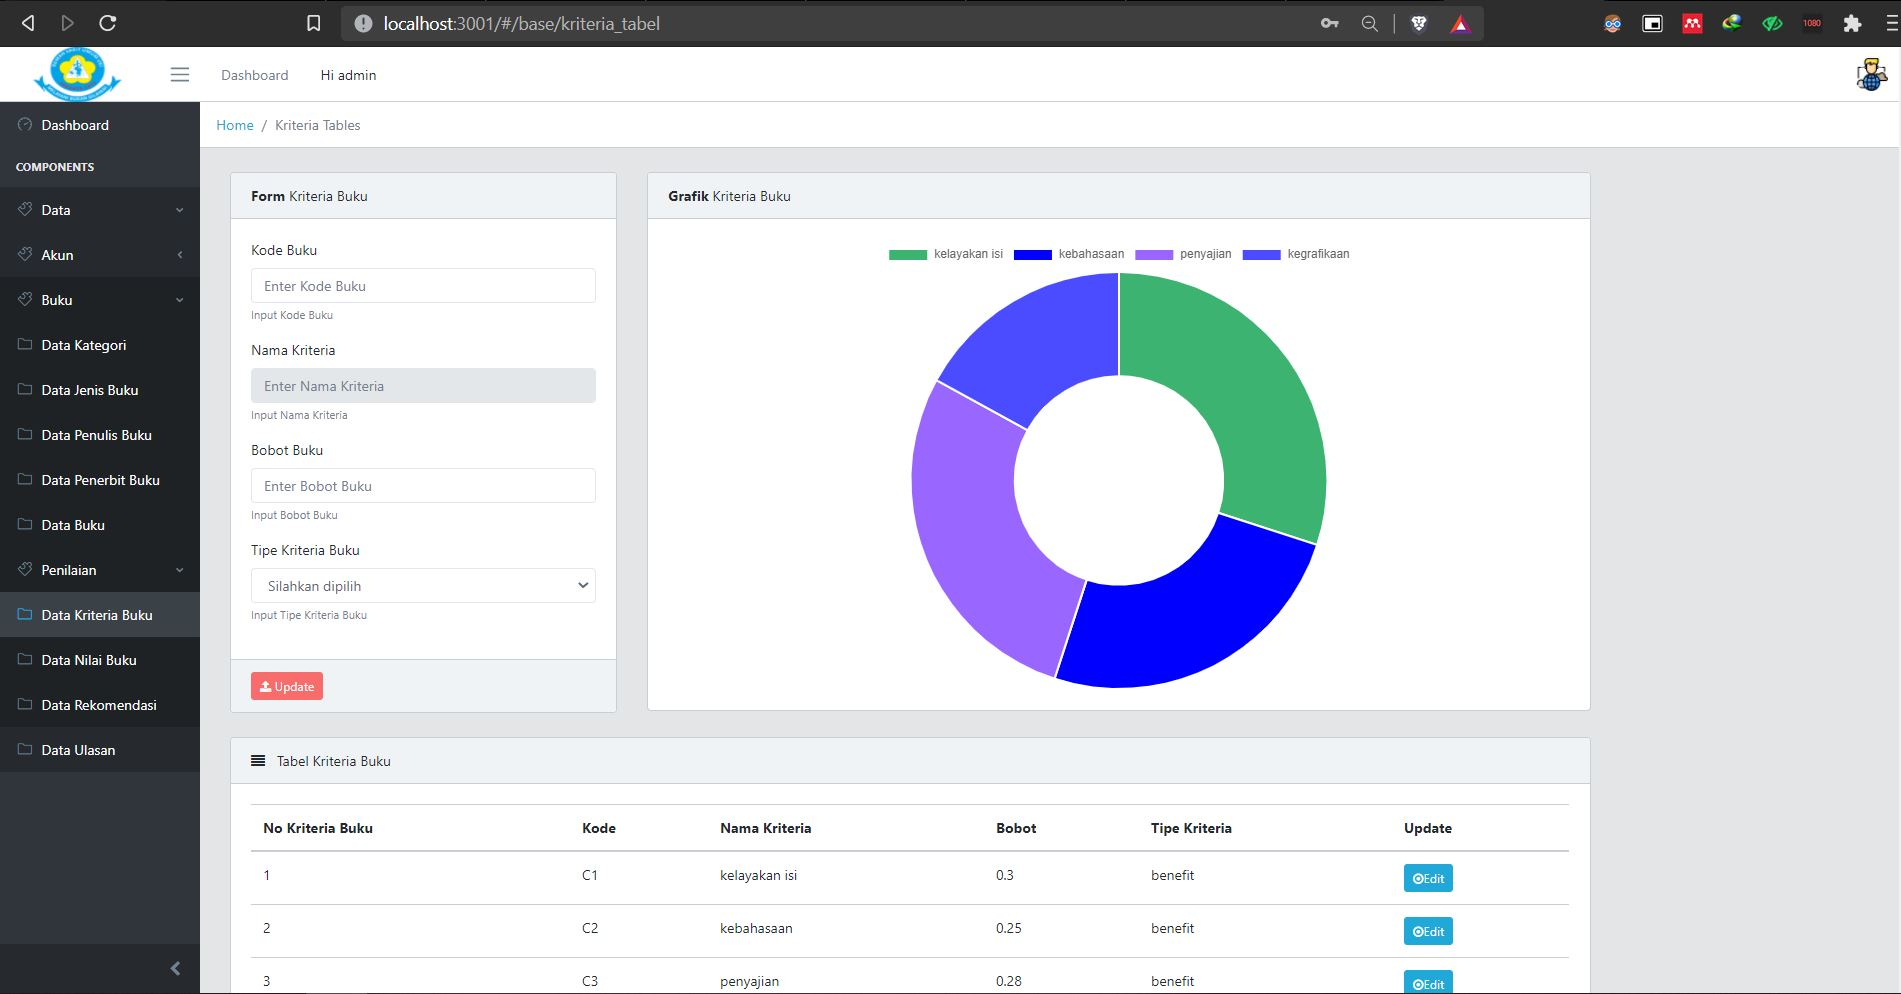 localhost:3001/#/base/kriteria_tabel
1080
Dashboard Hi admin
Dashboard
COMPONENTS
Data
Akun
Buku
Data Kategori
Data Jenis Buku
Data Penulis Buku
Data Penerbit Buku
Data Buku
Penilaian
Data Kriteria Buku
Data Nilai Buku
Data Rekomendasi
Data Ulasan
Home / Kriteria Tables
Form Kriteria Buku
Kode Buku
Enter Kode Buku
Input Kode Buku
Nama Kriteria
Enter Nama Kriteria
Input Nama Kriteria
Bobot Buku
Enter Bobot Buku
Input Bobot Buku
Tipe Kriteria Buku
Silahkan dipilih
Input Tipe Kriteria Buku
Update
Grafik Kriteria Buku
kelayakan isi kebahasaan penyajian kegrafikaan
Tabel Kriteria Buku
No Kriteria Buku Kode Nama Kriteria Bobot Tipe Kriteria Update
1 C1 kelayakan isi 0.3 benefit Edit
2 C2 kebahasaan 0.25 benefit Edit
3 C3 penyajian 0.28 benefit Edit